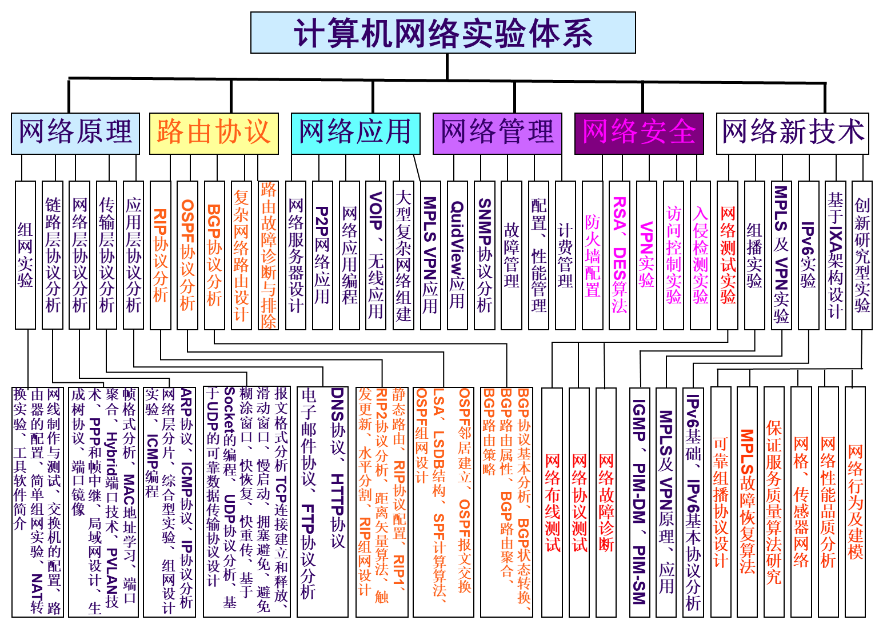 计算机网络实验体系
网络原理
路由协议
网络应用
网络管理
网络安全
网络新技术
组网实验
链路层协议分析
网络层协议分析
传输层协议分析
应用层协议分析
RIP协议分析
OSPF协议分析
BGP协议分析
复杂网络路由设计
路由故障诊断与排除
网络服务器设计
P2P网络应用
网络应用编程
VOIP、无线应用
大型复杂网络组建
MPLS VPN应用
QuidView应用
SNMP协议分析
故障管理
配置、性能管理
计费管理
防火墙配置
RSA、DES算法
VPN实验
访问控制实验
入侵检测实验
网络测试实验
组播实验
MPLS 及 VPN实验
IPv6实验
基于IXA架构设计
创新研究型实验
网线制作与测试、交换机的配置、路
由器的配置、简单组网实验、NAT转
换实验、工具软件简介
帧格式分析、MAC地址学习、端口
聚合、Hybrid端口技术、PVLAN技
术、PPP和帧中继、局域网设计、生
成树协议、端口镜像
ARP协议、ICMP协议、IP协议分析
网络层分片、综合型实验、组网设计
实验、ICMP编程
报文格式分析 TCP连接建立和释放、
滑动窗口、慢启动、拥塞避免、避免
糊涂窗口、快恢复、快重传、基于
Socket的编程、UDP协议分析、基
于UDP的可靠数据传输协议设计
DNS协议、HTTP协议
电子邮件协议、FTP协议分析
静态路由、RIP协议配置、RIP1、
RIP2协议分析、距离矢量算法、触
发更新、水平分割、RIP组网设计
OSPF邻居建立、OSPF报文交换
LSA、LSDB结构、SPF计算算法、
OSPF组网设计
BGP协议基本分析、BGP状态转换、
BGP路由属性、BGP路由聚合、
BGP路由策略
网络布线测试
网络协议测试
网络故障诊断
IGMP 、PIM-DM 、PIM-SM
MPLS及 VPN原理、应用
IPv6基础、IPv6基本协议分析
可靠组播协议设计
MPLS故障恢复算法
保证服务质量算法研究
网格、传感器网络
网络性能品质分析
网络行为及建模